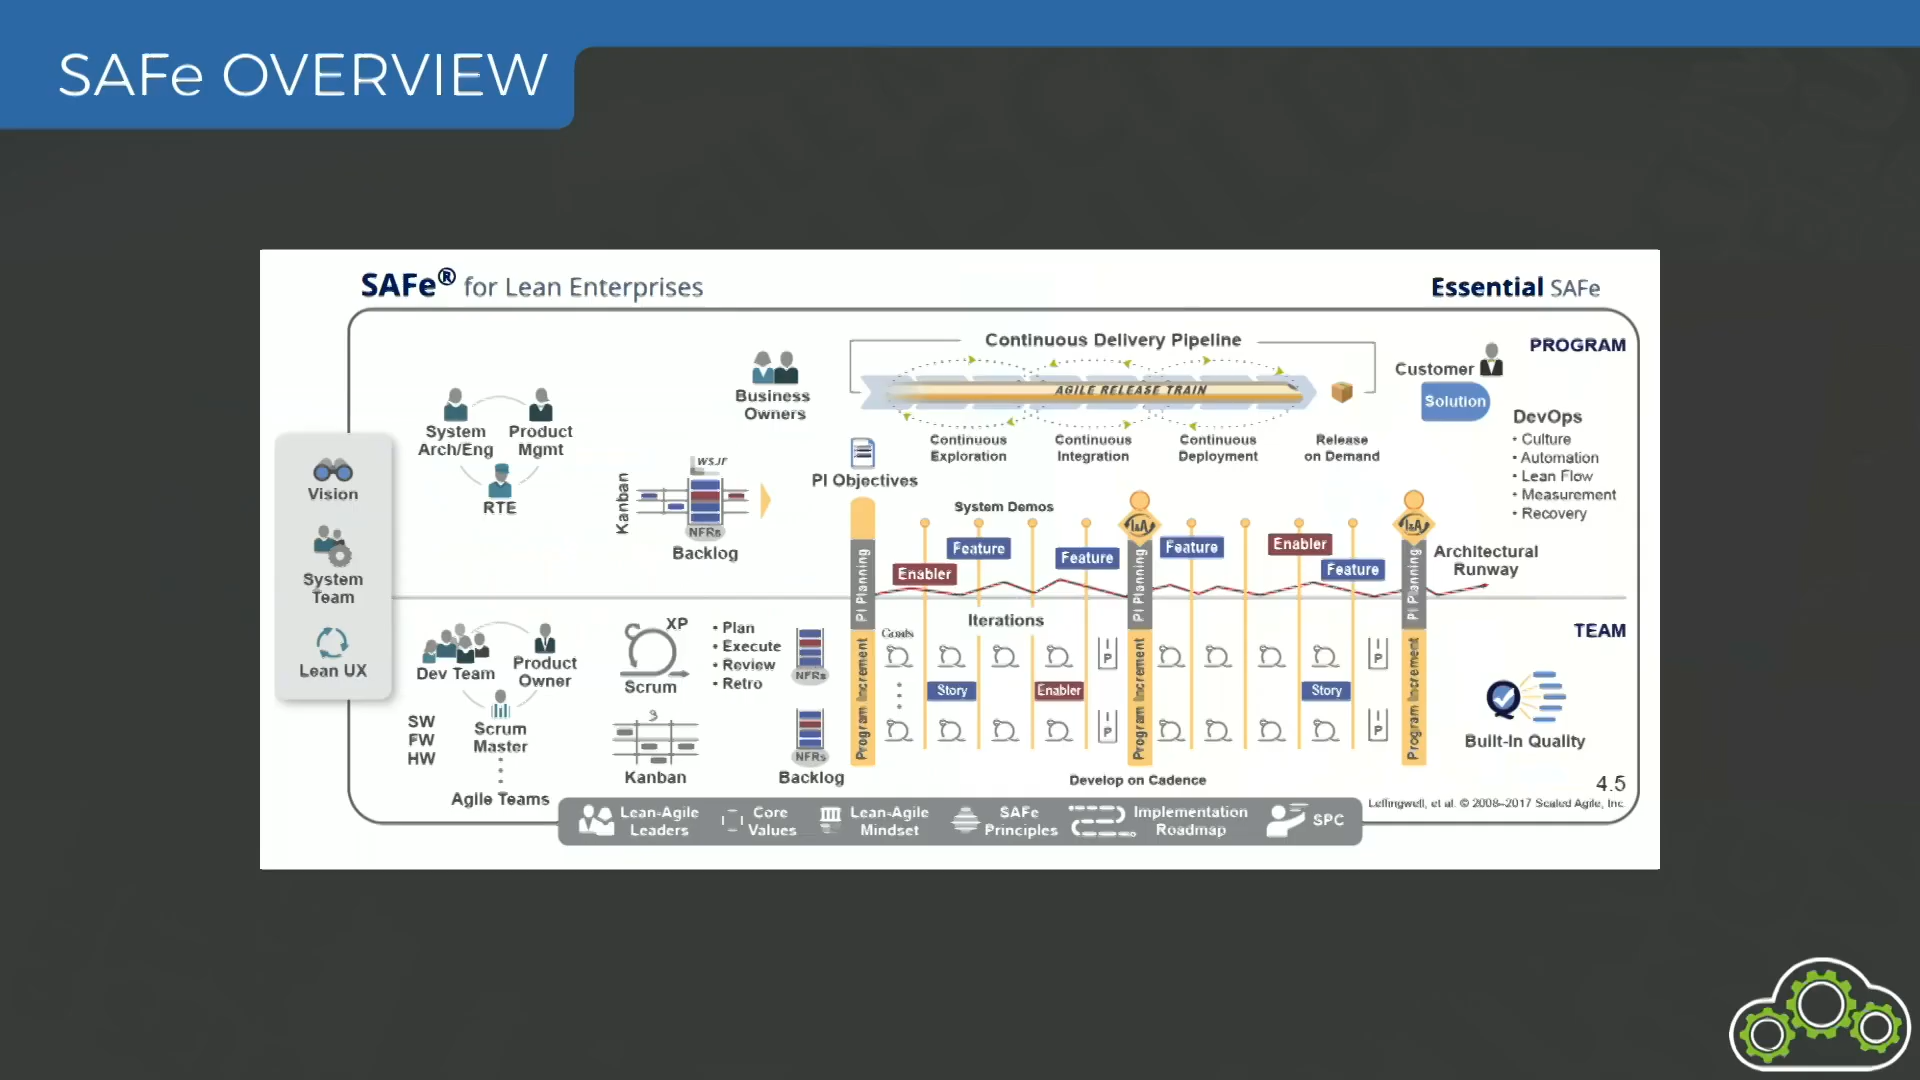 SAFe OVERVIEW
SAFe® for Lean Enterprises
Essential SAFe
Continuous Delivery Pipeline
PROGRAM
Customer
Solution
AGILE RELEASE TRAIN
Business
Owners
System
Arch/Eng
Product
Mgmt
RTE
Continuous
Exploration
Continuous
Integration
Continuous
Deployment
Release
on Demand
DevOps
• Culture
• Automation
• Lean Flow
• Measurement
• Recovery
Vision
System
Team
Lean UX
Kanban
WSJF
NFRs
Backlog
PI Objectives
System Demos
I&A
I&A
Feature
Feature
Feature
Enabler
Enabler
Feature
Architectural
Runway
PI Planning
PI Planning
PI Planning
Iterations
TEAM
Dev Team
Product
Owner
Scrum
Master
SW
FW
HW
Agile Teams
XP
Scrum
• Plan
• Execute
• Review
• Retro
NFRs
Kanban
NFRs
Backlog
Program Increment
Goals
I
P
Story
Enabler
I
P
Program Increment
I
P
Story
I
P
Program Increment
Built-In Quality
Develop on Cadence
4.5
Leffingwell, et al. © 2008–2017 Scaled Agile, Inc.
Lean-Agile
Leaders
Core
Values
Lean-Agile
Mindset
SAFe
Principles
Implementation
Roadmap
SPC